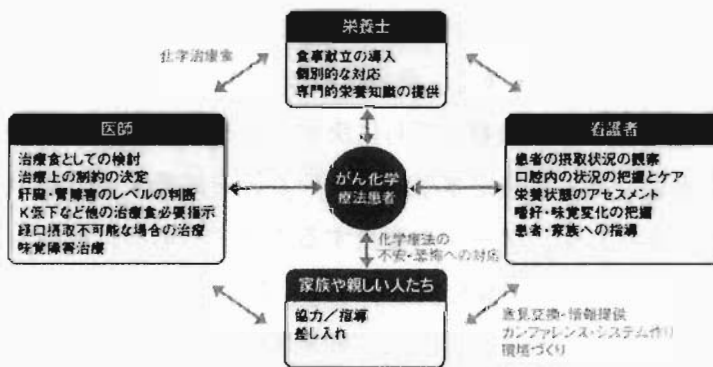 栄養士
食事献立の導入
個別的な対応
専門的栄養知識の提供
化学治療食
医師
治療食としての検討
治療上の制約の決定
肝臓・腎障害のレベルの判断
K低下など他の治療食必要指示
経口摂取不可能な場合の治療
味覚障害治療
がん化学
療法患者
看護者
患者の摂取状況の観察
口腔内の状況の把握とケア
栄養状態のアセスメント
嗜好・味覚変化の把握
患者・家族への指導
化学療法の
不安・恐怖への対応
家族や親しい人たち
協力/指導
差し入れ
意見交換・情報提供
カンファレンス・システム作り
環境づくり